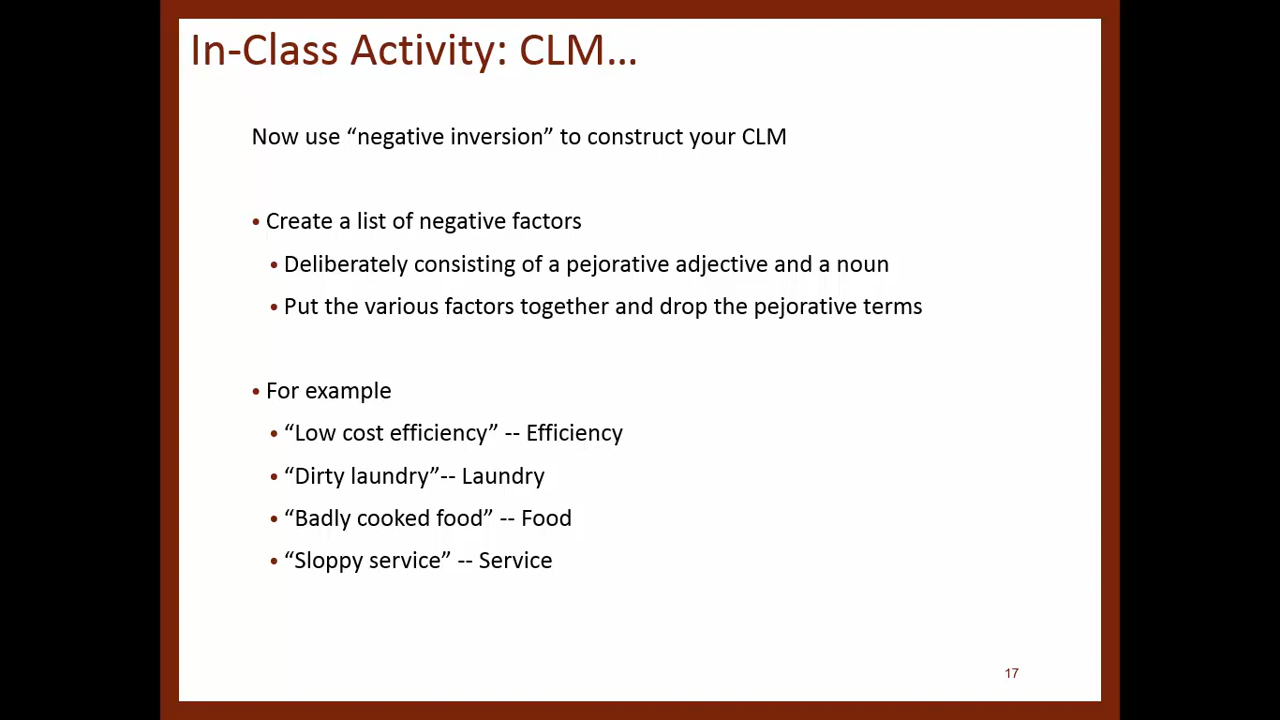 In-Class Activity: CLM...
Now use “negative inversion” to construct your CLM
• Create a list of negative factors
• Deliberately consisting of a pejorative adjective and a noun
• Put the various factors together and drop the pejorative terms
• For example
• “Low cost efficiency” -- Efficiency
• “Dirty laundry”-- Laundry
• “Badly cooked food” -- Food
• “Sloppy service” -- Service
17